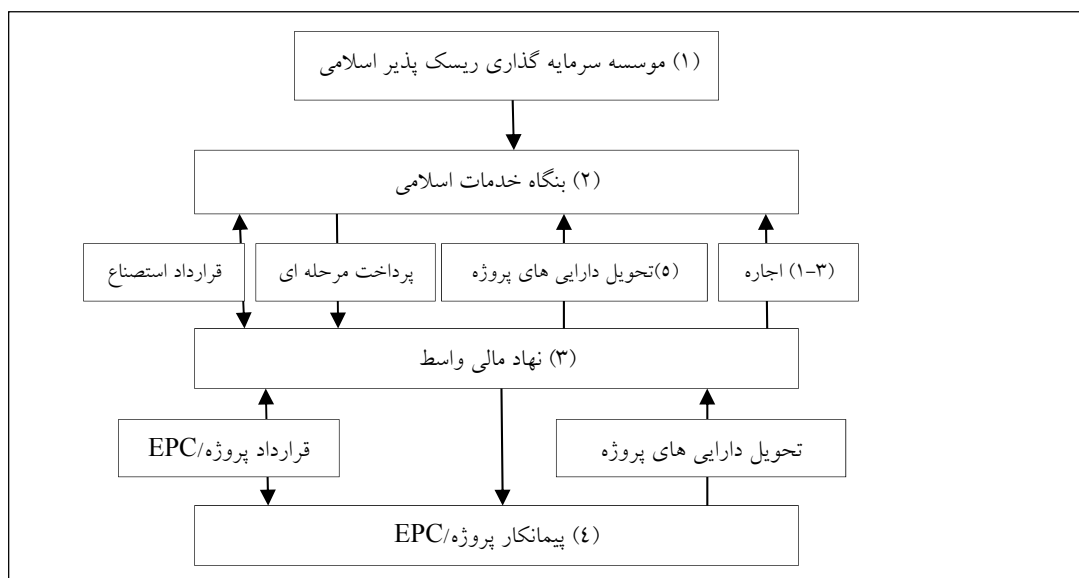 (۱) موسسه سرمایه گذاری ریسک پذیر اسلامی
(۲) بنگاه خدمات اسلامی
(۳-۱) اجاره
(٥)تحویل دارایی های پروژه
پرداخت مرحله ای
قرارداد استصناع
(۳) نهاد مالی واسط
تحویل دارایی های پروژه
قرارداد پروژه/EPC
(٤) پیمانکار پروژه/EPC